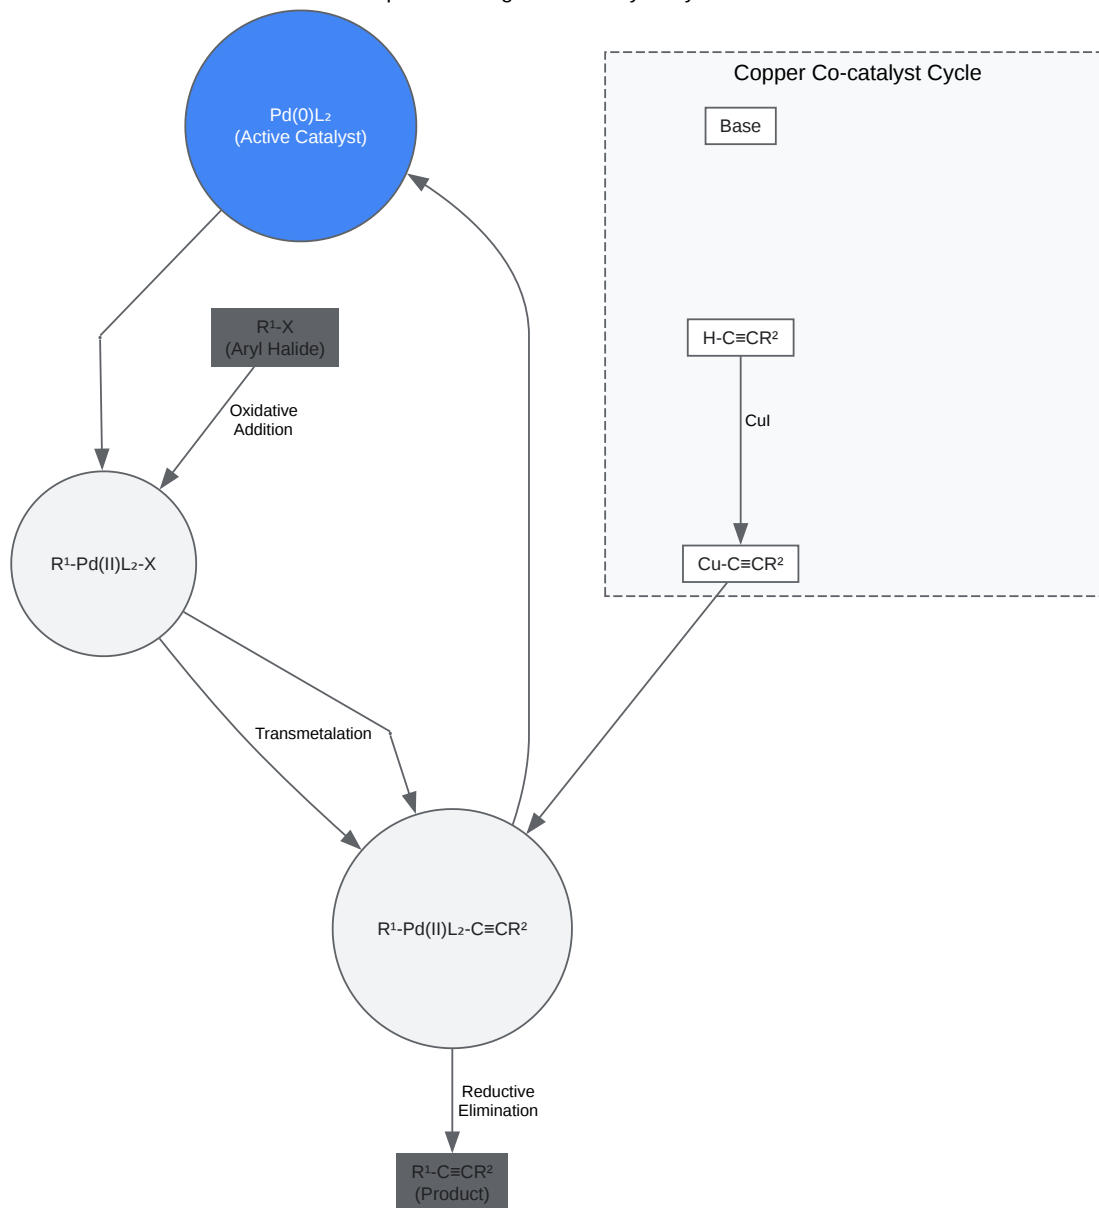 Copper Co-catalyst Cycle
Pd(0)L₂
(Active Catalyst)
Base
R¹-X
(Aryl Halide)
H-C≡CR²
Oxidative
Addition
CuI
R¹-Pd(II)L₂-X
Cu-C≡CR²
Transmetalation
R¹-Pd(II)L₂-C≡CR²
Reductive
Elimination
R¹-C≡CR²
(Product)